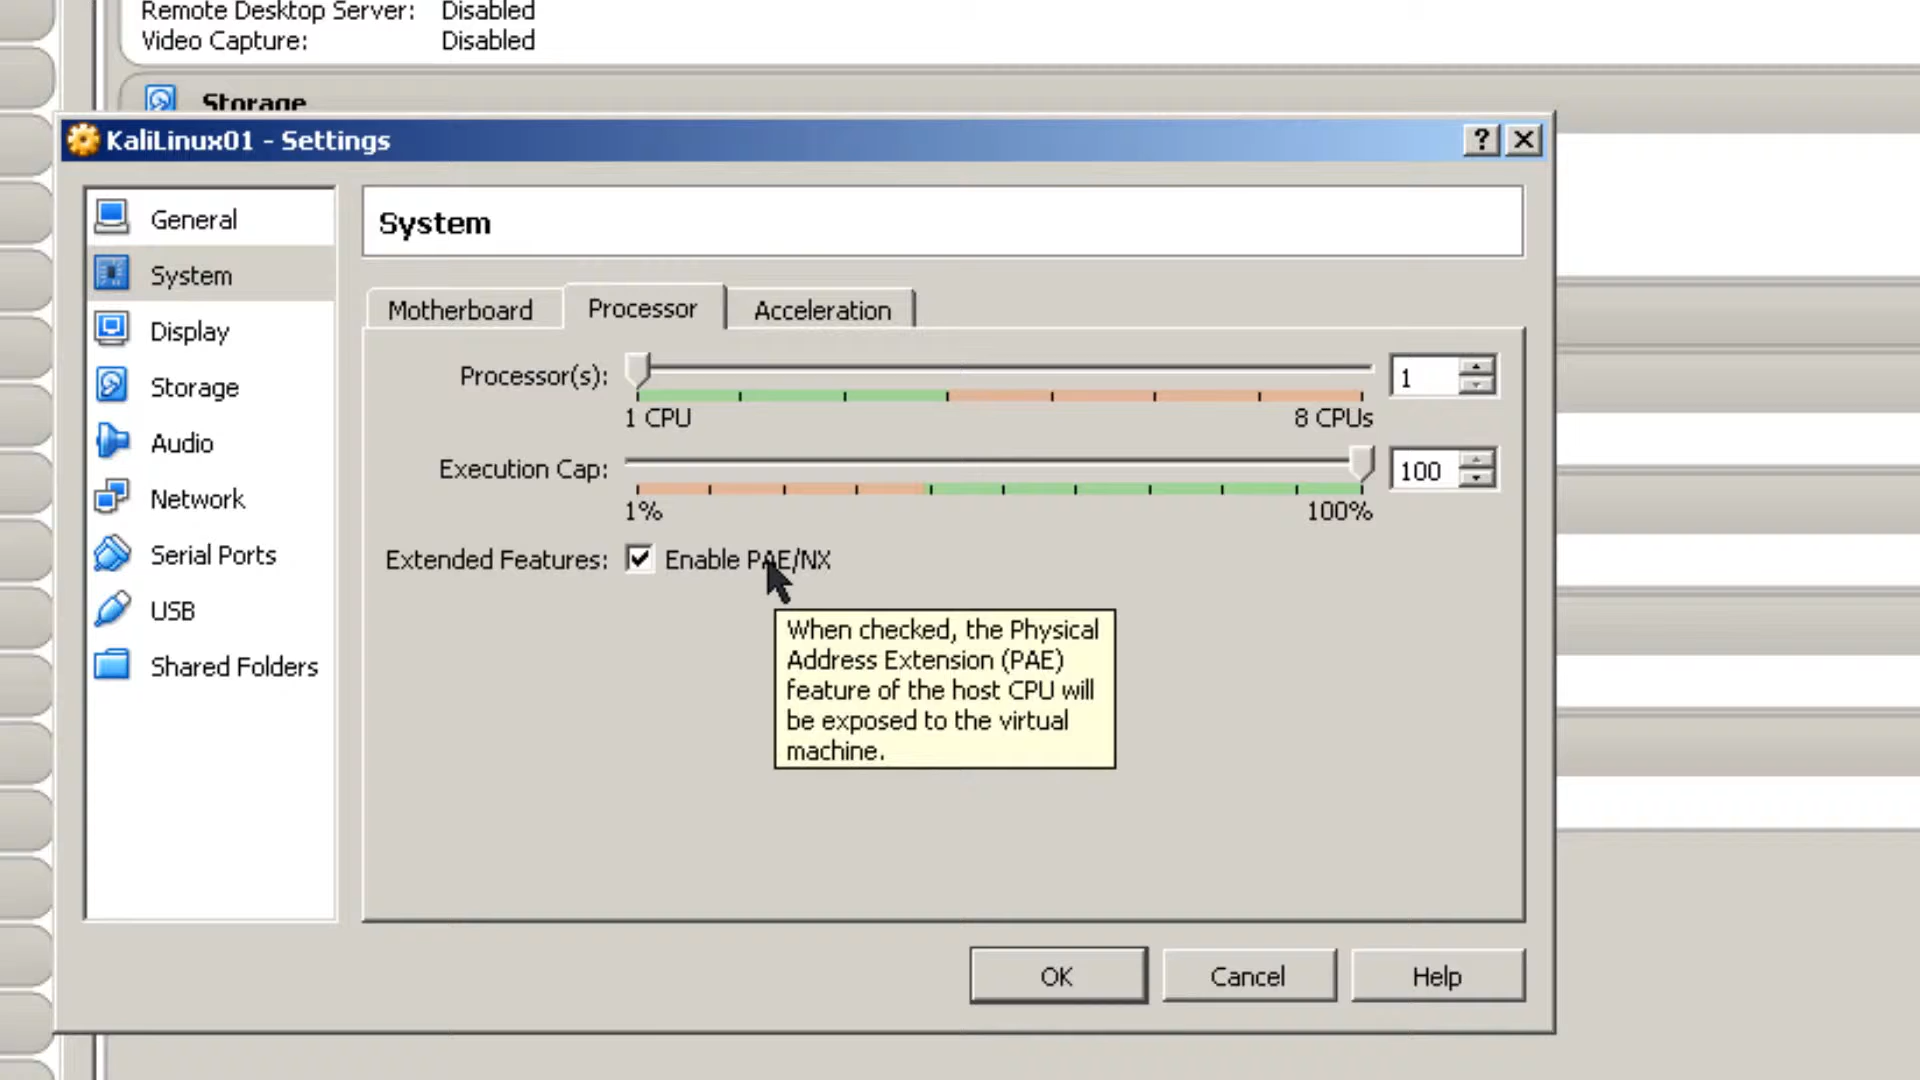 Remote Desktop Server: Disabled
Video Capture: Disabled
Storage
KaliLinux01 - Settings
General
System
Display
Storage
Audio
Network
Serial Ports
USB
Shared Folders
System
Motherboard Processor Acceleration
Processor(s): 1
1 CPU 8 CPUs
Execution Cap: 100
1% 100%
Extended Features: Enable PAE/NX
When checked, the Physical
Address Extension (PAE)
feature of the host CPU will
be exposed to the virtual
machine.
OK Cancel Help